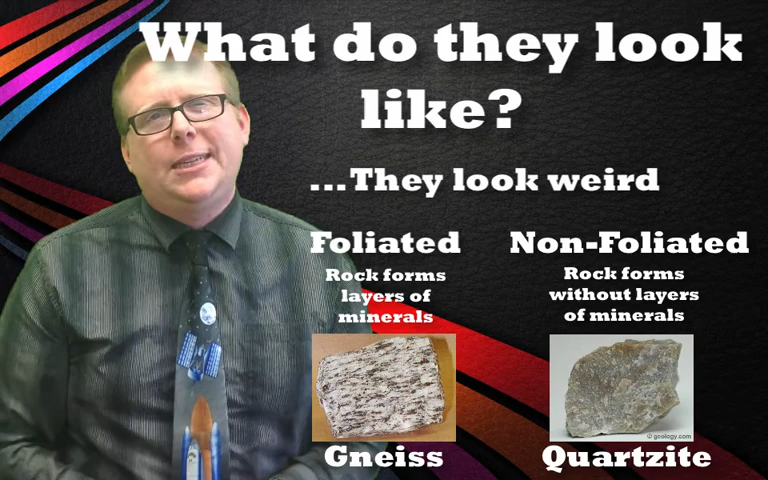 What do they look
like?
...They look weird
Foliated
Non-Foliated
Rock forms
layers of
minerals
Rock forms
without layers
of minerals
© geology.com
Gneiss
Quartzite